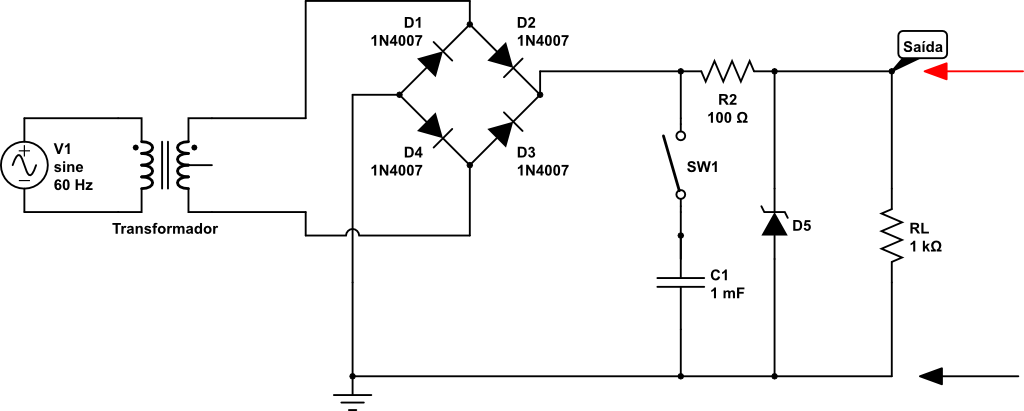 V1
sine
60 Hz
Transformador
D1
1N4007
D2
1N4007
D4
1N4007
D3
1N4007
R2
100 Ω
SW1
C1
1 mF
D5
Saída
RL
1 kΩ